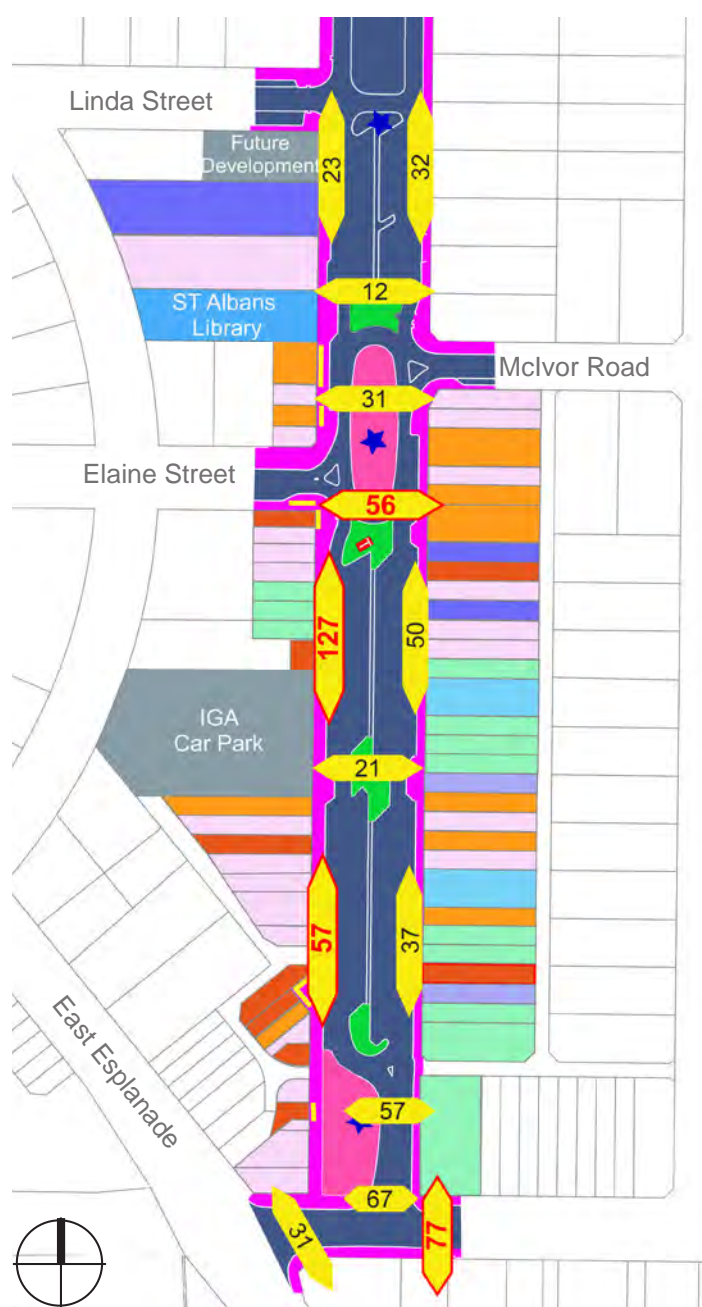 Linda Street
Future
Development
23
32
12
ST Albans
Library
McIvor Road
31
Elaine Street
56
127
50
IGA
Car Park
21
57
37
East Esplanade
57
67
31
77